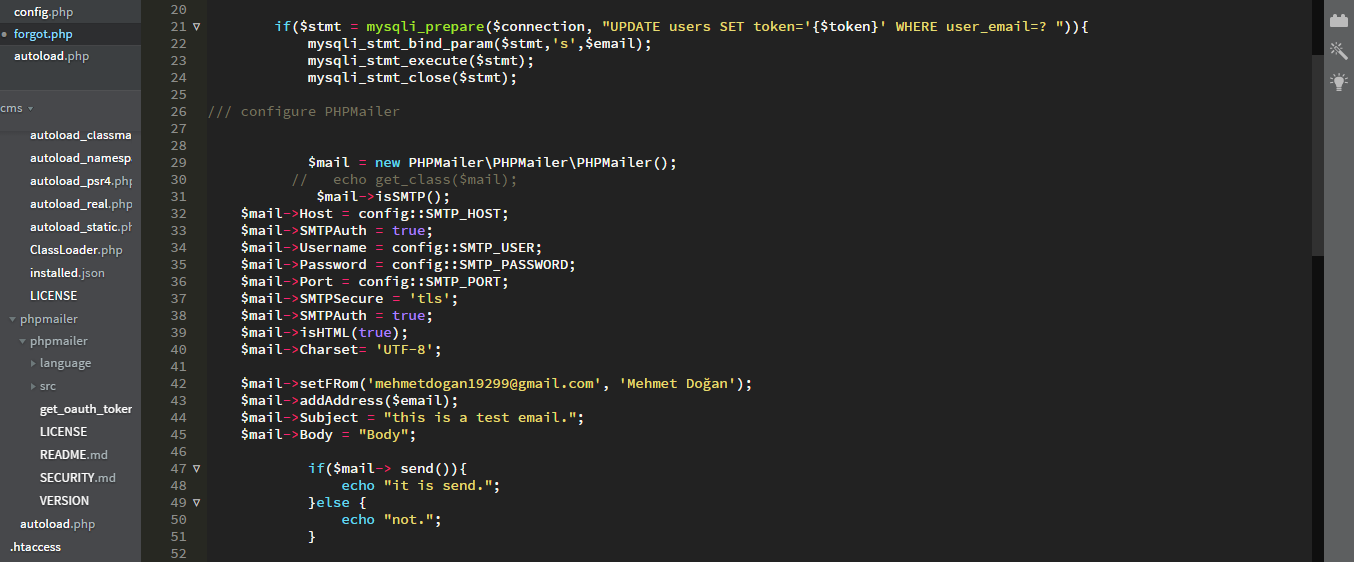 config.php
forgot.php
autoload.php
cms
autoload_classma
autoload_namesp
autoload_psr4.php
autoload_real.php
autoload_static.ph
ClassLoader.php
installed.json
LICENSE
phpmailer
phpmailer
language
src
get_oauth_token
LICENSE
README.md
SECURITY.md
VERSION
autoload.php
.htaccess
20
21 if($stmt = mysqli_prepare($connection, "UPDATE users SET token='{$token}' WHERE user_email=? ")){
22 mysqli_stmt_bind_param($stmt,'s',$email);
23 mysqli_stmt_execute($stmt);
24 mysqli_stmt_close($stmt);
25
26 /// configure PHPMailer
27
28
29 $mail = new PHPMailer\PHPMailer\PHPMailer();
30 // echo get_class($mail);
31 $mail->isSMTP();
32 $mail->Host = config::SMTP_HOST;
33 $mail->SMTPAuth = true;
34 $mail->Username = config::SMTP_USER;
35 $mail->Password = config::SMTP_PASSWORD;
36 $mail->Port = config::SMTP_PORT;
37 $mail->SMTPSecure = 'tls';
38 $mail->SMTPAuth = true;
39 $mail->isHTML(true);
40 $mail->Charset= 'UTF-8';
41
42 $mail->setFRom('mehmetdogan19299@gmail.com', 'Mehmet Doğan');
43 $mail->addAddress($email);
44 $mail->Subject = "this is a test email.";
45 $mail->Body = "Body";
46
47 if($mail-> send()){
48 echo "it is send.";
49 }else {
50 echo "not.";
51 }
52